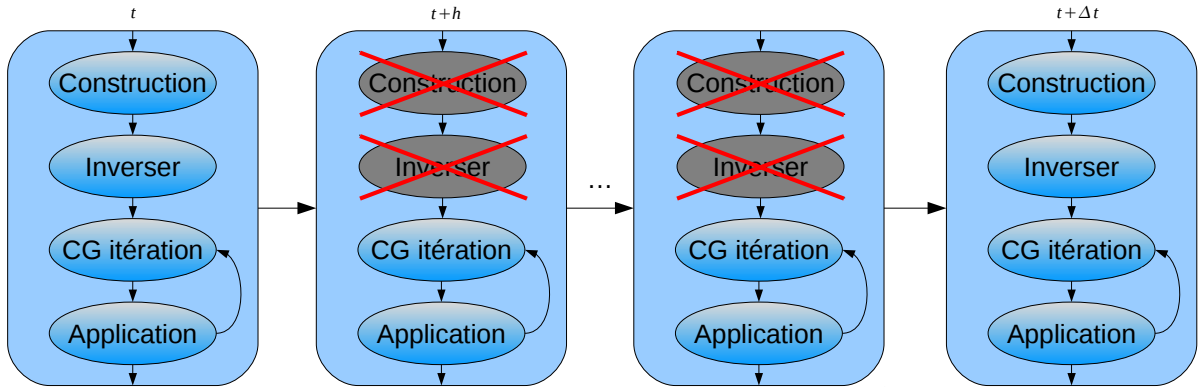 t
t+h
t+Δt
Construction
Construction
Construction
Construction
Inverser
Inverser
Inverser
Inverser
...
CG itération
CG itération
CG itération
CG itération
Application
Application
Application
Application